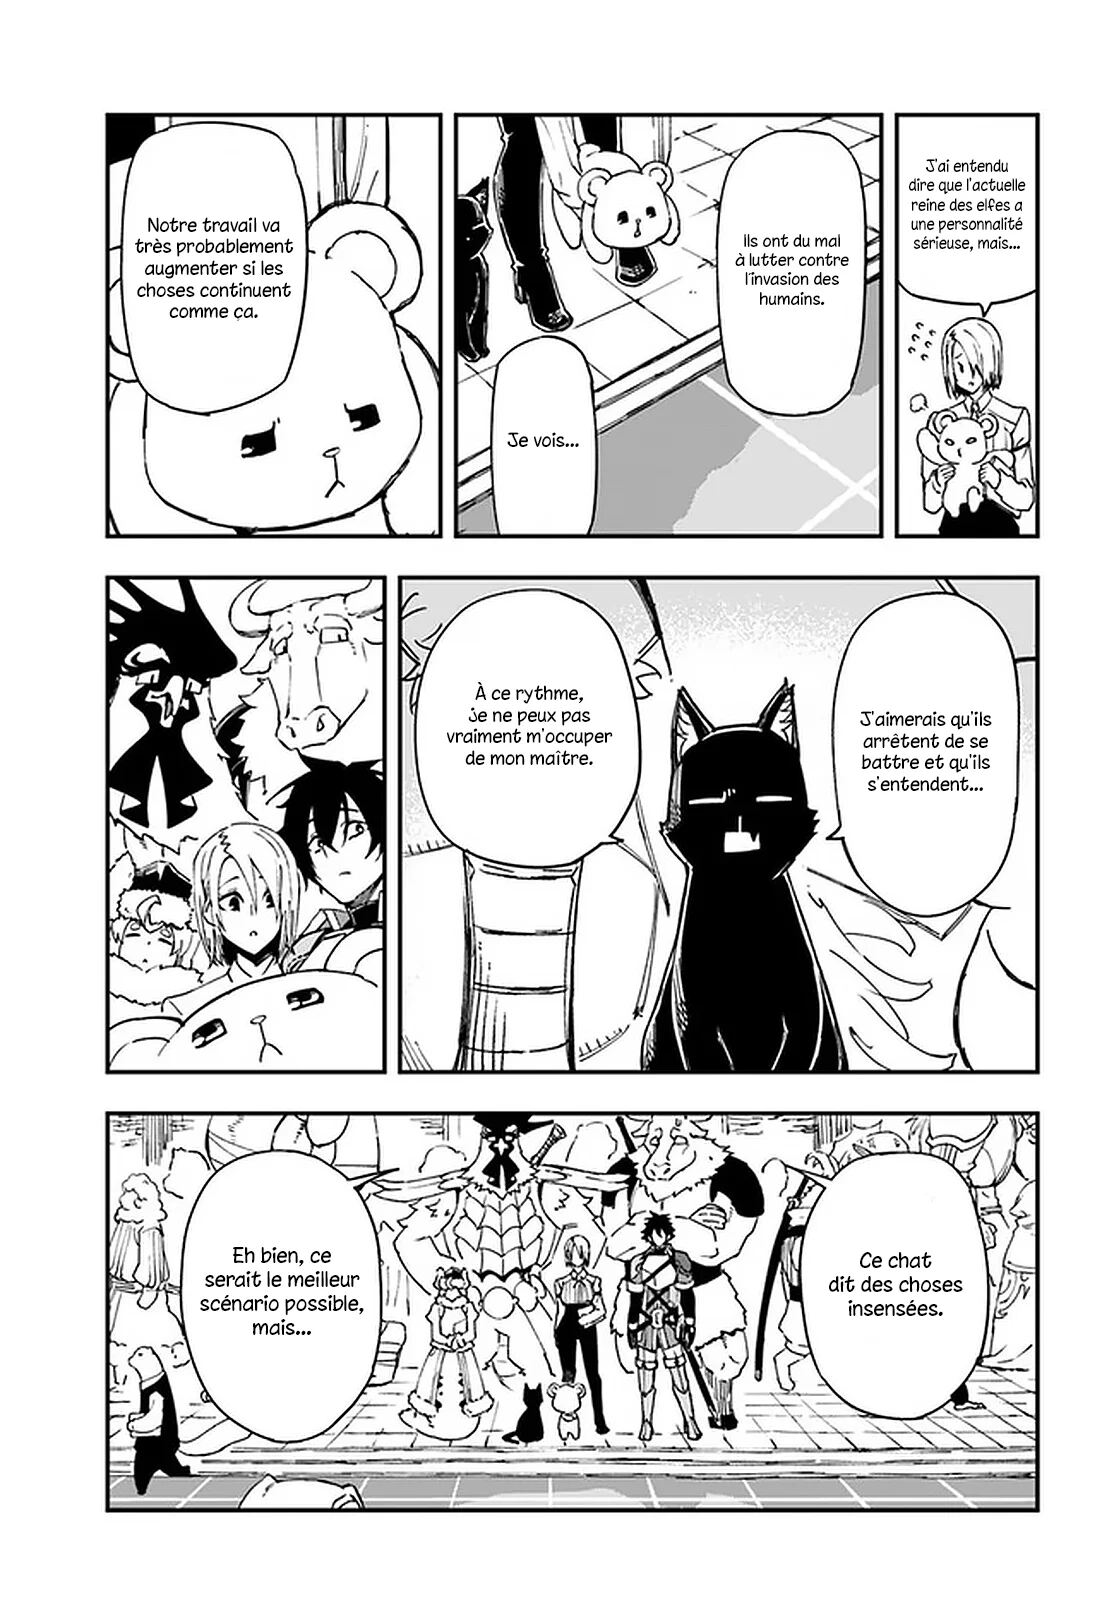 J'ai entendu
dire que l'actuelle
reine des elfes a
une personnalité
sérieuse, mais...
Ils ont du mal
à lutter contre
l'invasion des
humains.
Je vois...
Notre travail va
très probablement
augmenter si les
choses continuent
comme ça.
J'aimerais qu'ils
arrêtent de se
battre et qu'ils
s'entendent...
À ce rythme,
je ne peux pas
vraiment m'occuper
de mon maître.
Ce chat
dit des choses
insensées.
Eh bien, ce
serait le meilleur
scénario possible,
mais...